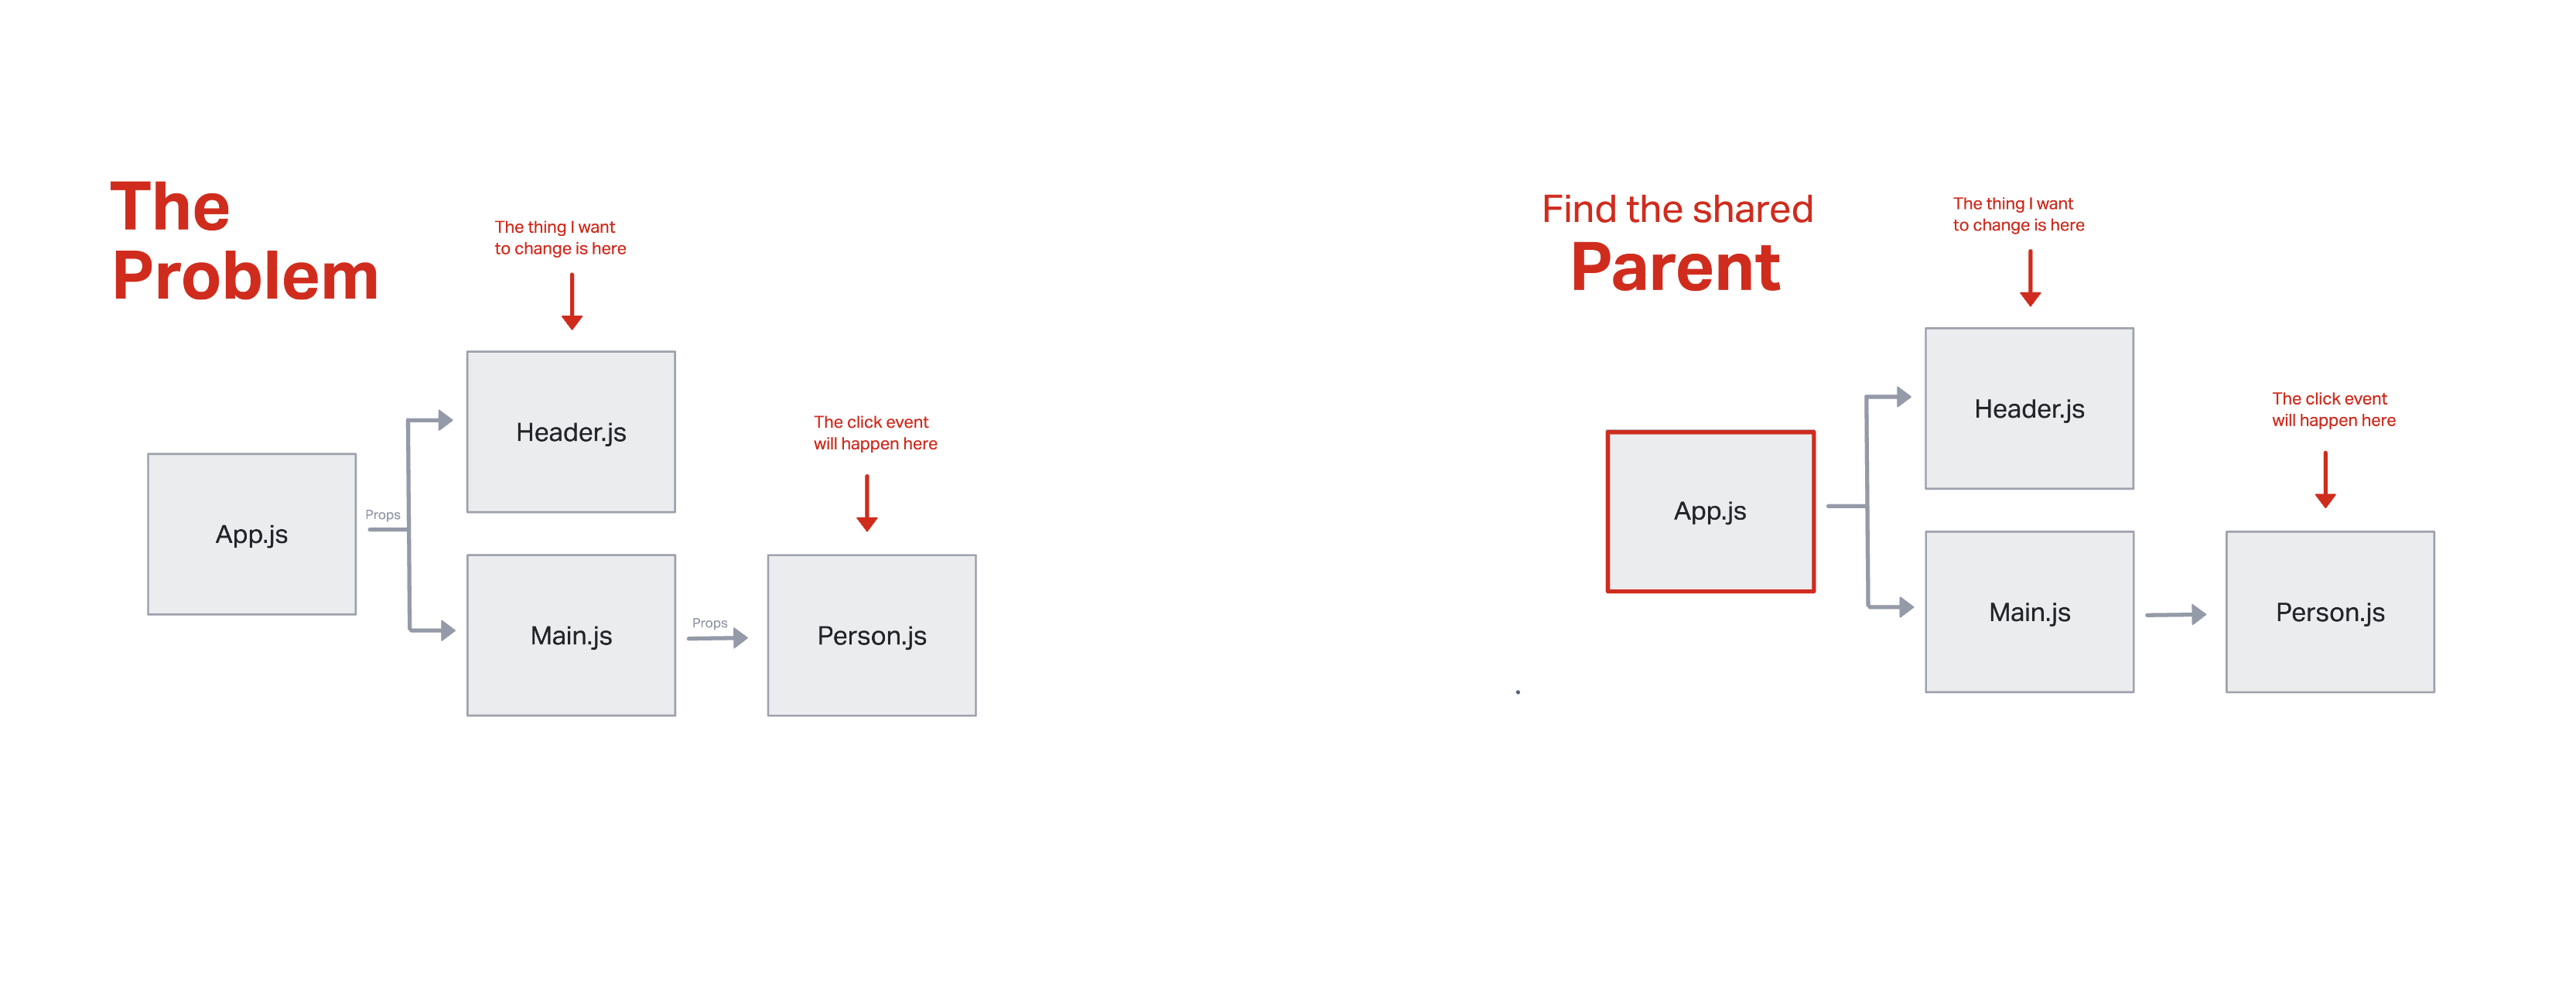 The
Problem
The thing I want
to change is here
Header.js
The click event
will happen here
App.js
Props
Main.js
Props
Person.js
Find the shared
Parent
The thing I want
to change is here
Header.js
The click event
will happen here
App.js
Main.js
Person.js